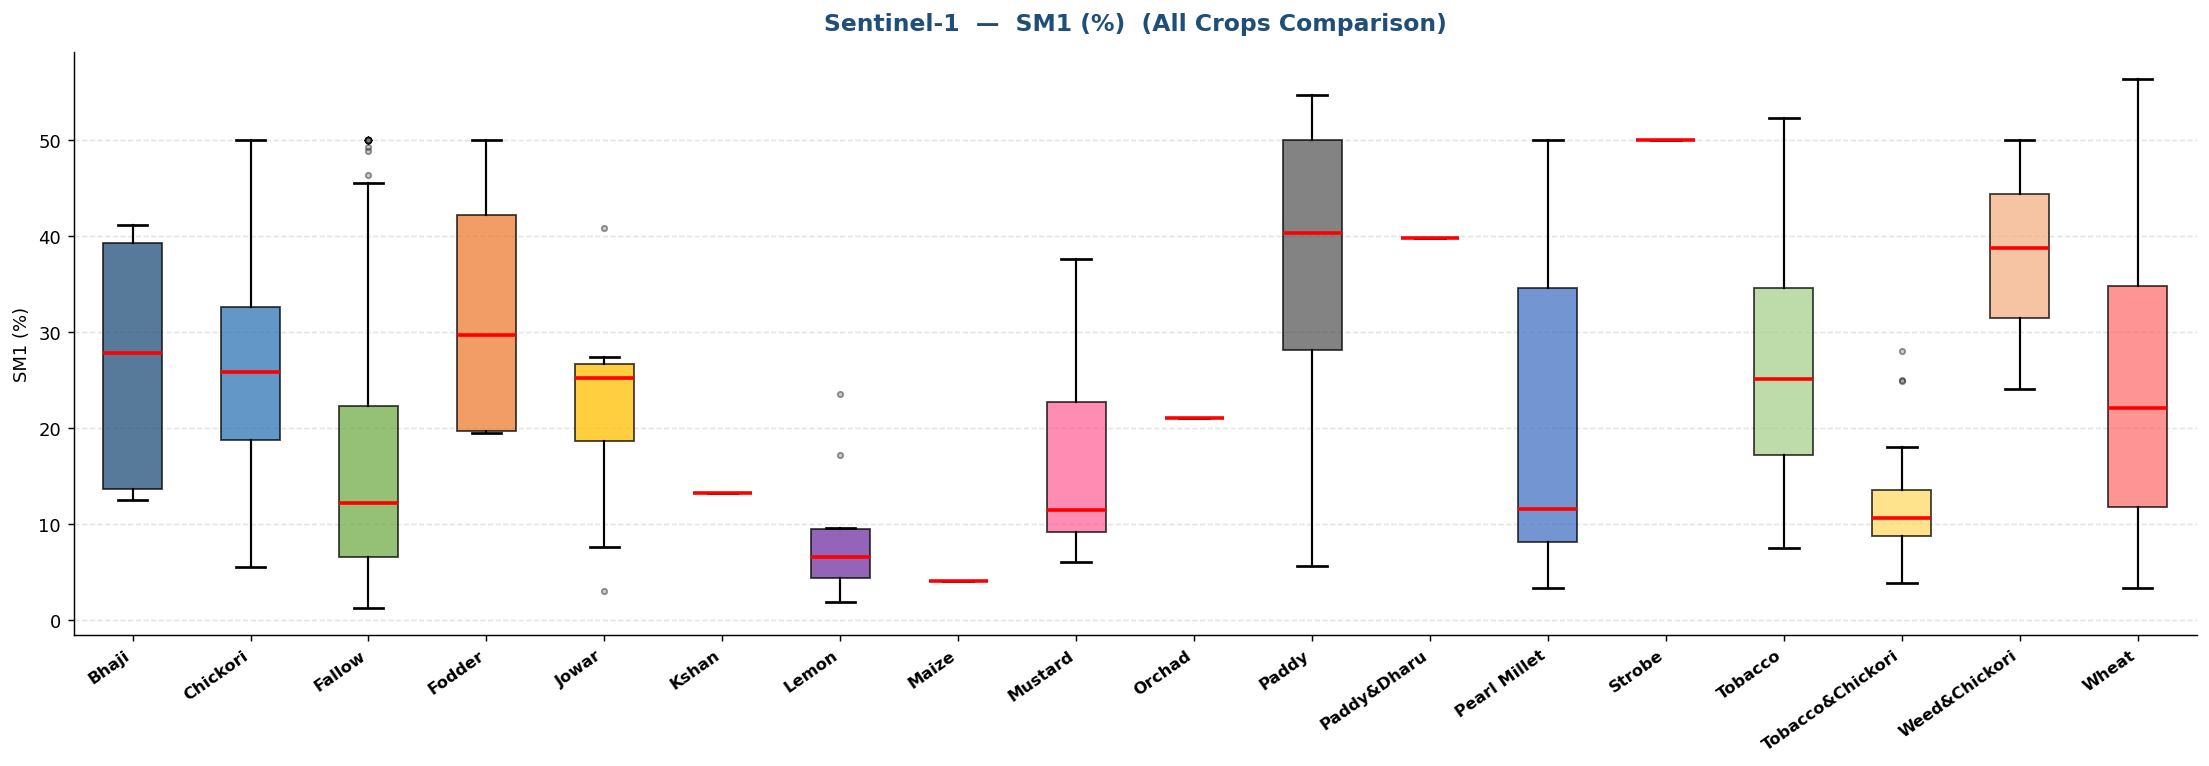 Sentinel-1 — SM1 (%) (All Crops Comparison)
SM1 (%)
50
40
30
20
10
0
Bhaji
Chickori
Fallow
Fodder
Jowar
Kshan
Lemon
Maize
Mustard
Orchad
Paddy
Paddy&Dharu
Pearl Millet
Strobe
Tobacco
Tobacco&Chickori
Weed&Chickori
Wheat